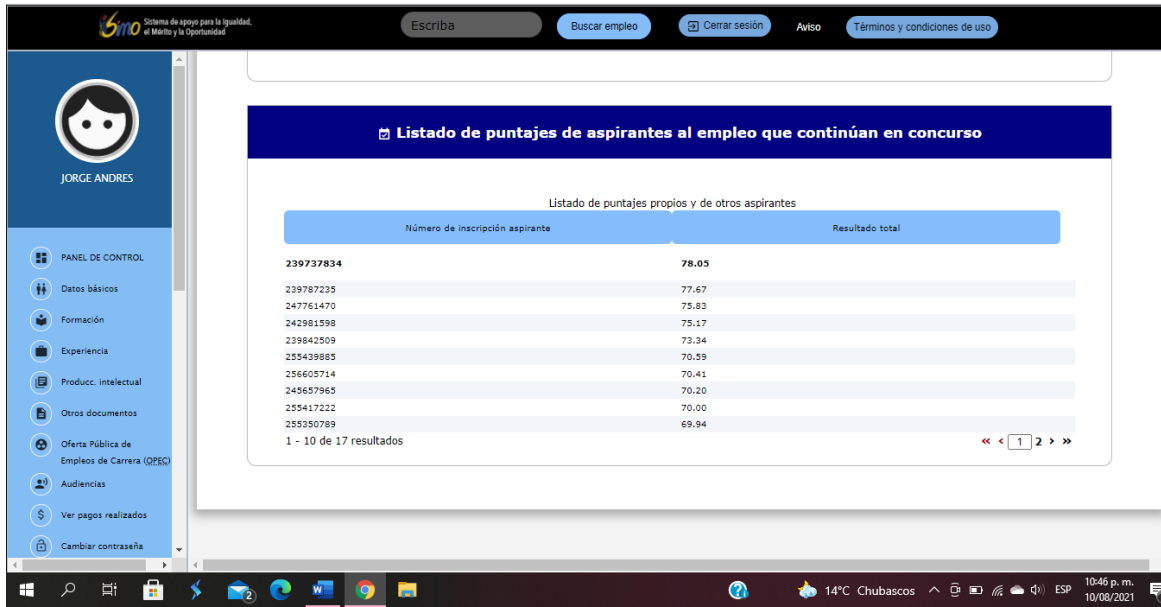 Simo Sistema de apoyo para la Igualdad,
el Mérito y la Oportunidad
Escriba
Buscar empleo
Cerrar sesión
Aviso
Términos y condiciones de uso
JORGE ANDRES
PANEL DE CONTROL
Datos básicos
Formación
Experiencia
Producc. intelectual
Otros documentos
Oferta Pública de
Empleos de Carrera (OPEC)
Audiencias
Ver pagos realizados
Cambiar contraseña
Listado de puntajes de aspirantes al empleo que continúan en concurso
Listado de puntajes propios y de otros aspirantes
Número de inscripción aspirante Resultado total
239737834 78.05
239787235 77.67
247761470 75.83
242981598 75.17
239842509 73.34
255439885 70.59
256605714 70.41
245657965 70.20
255417222 70.00
255350789 69.94
1 - 10 de 17 resultados « ‹ 1 2 › »
2
14°C Chubascos ESP 10:46 p. m.
10/08/2021